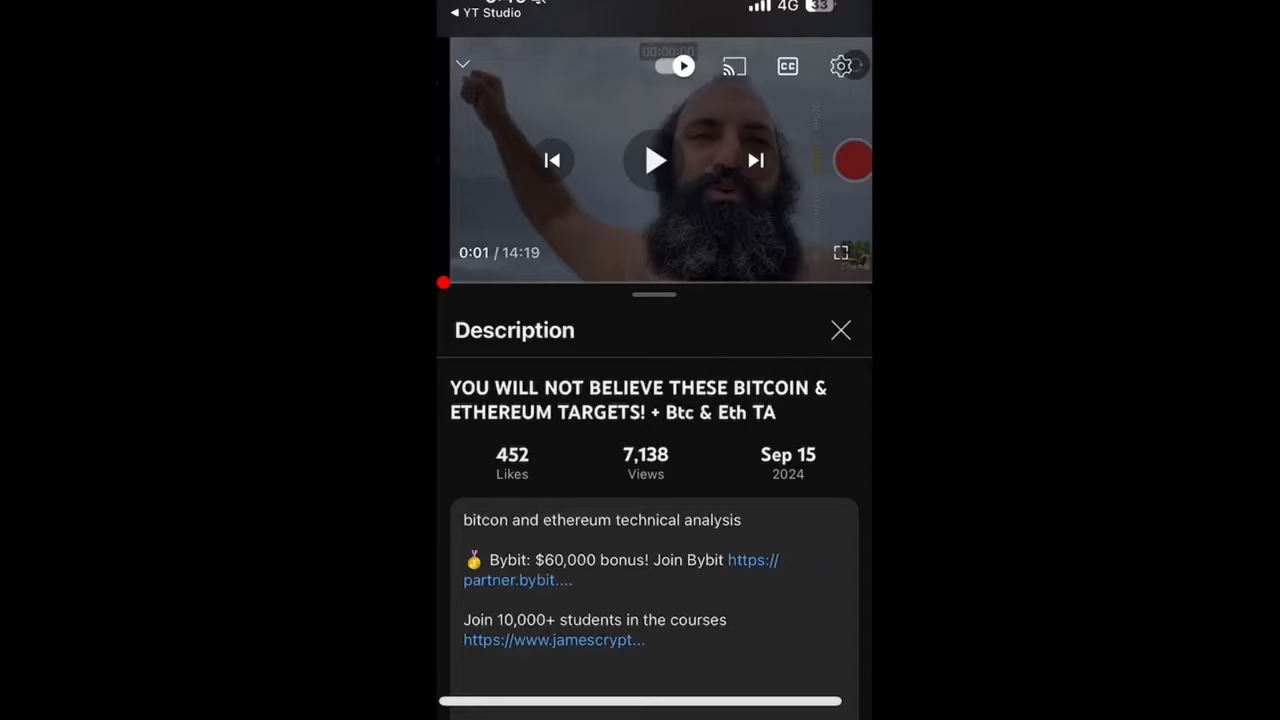 ◀ YT Studio
4G 33
00:00:00
CC
0:01 / 14:19
Description
YOU WILL NOT BELIEVE THESE BITCOIN &
ETHEREUM TARGETS! + Btc & Eth TA
452 7,138 Sep 15
Likes Views 2024
bitcon and ethereum technical analysis
🏅 Bybit: $60,000 bonus! Join Bybit https://
partner.bybit....
Join 10,000+ students in the courses
https://www.jamescrypt...